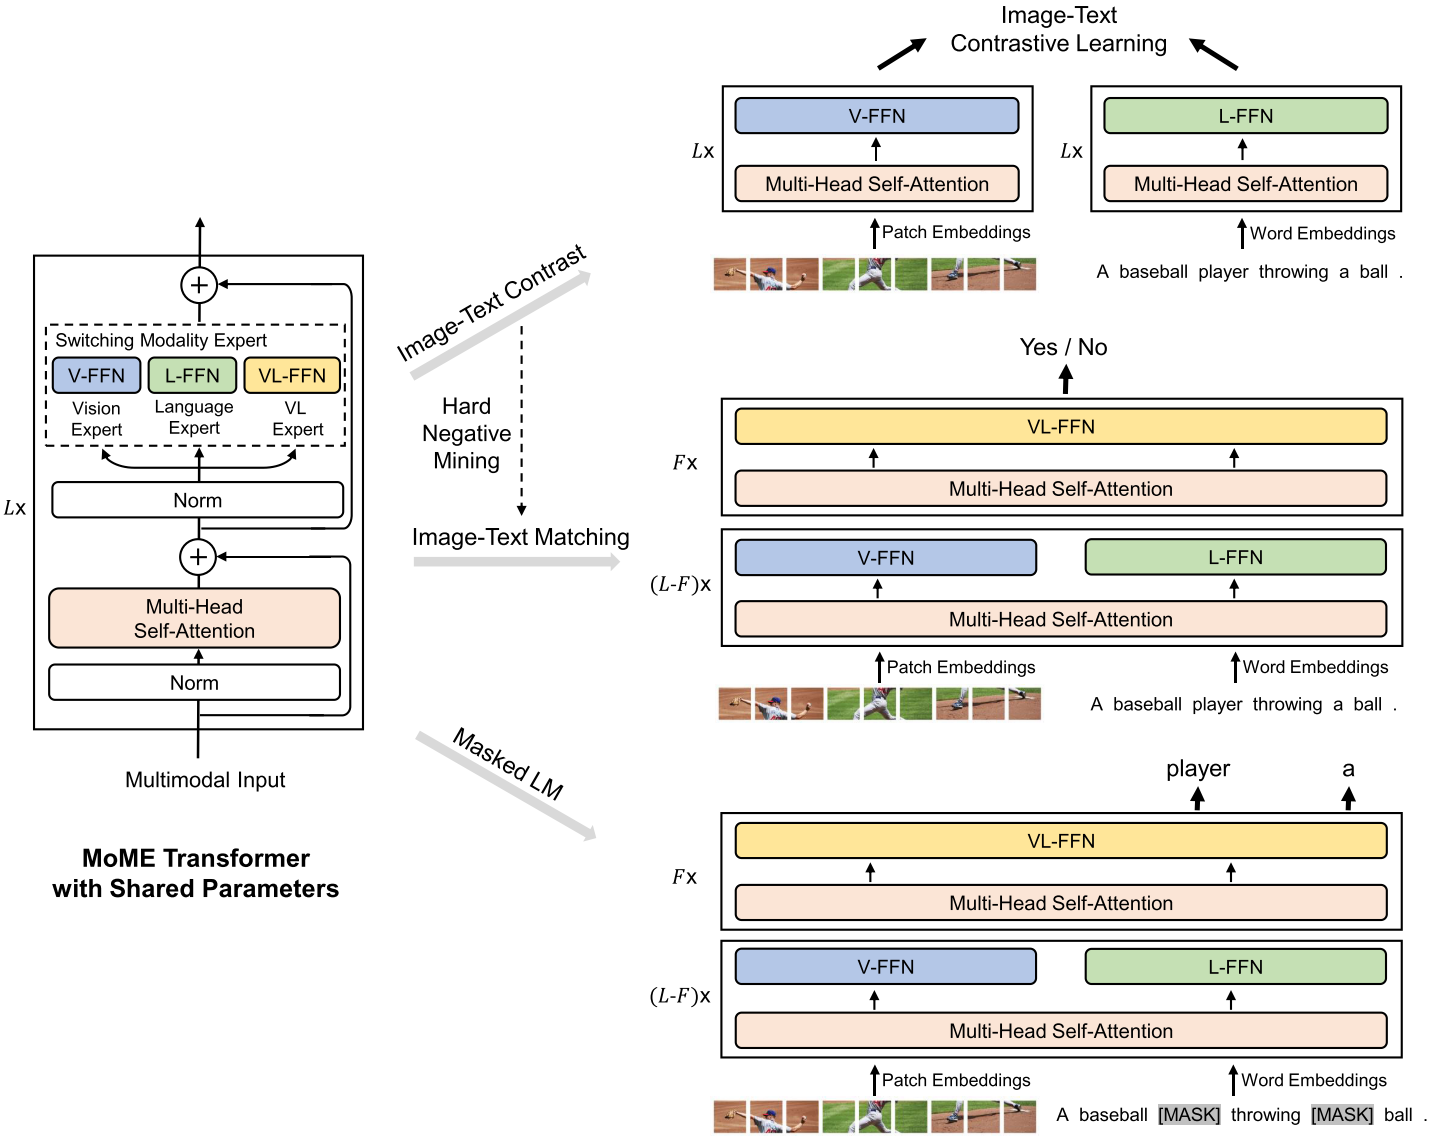 Image-Text
Contrastive Learning
V-FFN
L-FFN
Lx
Lx
Multi-Head Self-Attention
Multi-Head Self-Attention
Patch Embeddings
Word Embeddings
A baseball player throwing a ball .
Switching Modality Expert
V-FFN
L-FFN
VL-FFN
Vision
Expert
Language
Expert
VL
Expert
Norm
Lx
Multi-Head
Self-Attention
Norm
Multimodal Input
MoME Transformer
with Shared Parameters
Image-Text Contrast
Hard
Negative
Mining
Image-Text Matching
Masked LM
Yes / No
VL-FFN
Fx
Multi-Head Self-Attention
V-FFN
L-FFN
(L-F)x
Multi-Head Self-Attention
Patch Embeddings
Word Embeddings
A baseball player throwing a ball .
player
a
VL-FFN
Fx
Multi-Head Self-Attention
V-FFN
L-FFN
(L-F)x
Multi-Head Self-Attention
Patch Embeddings
Word Embeddings
A baseball [MASK] throwing [MASK] ball .